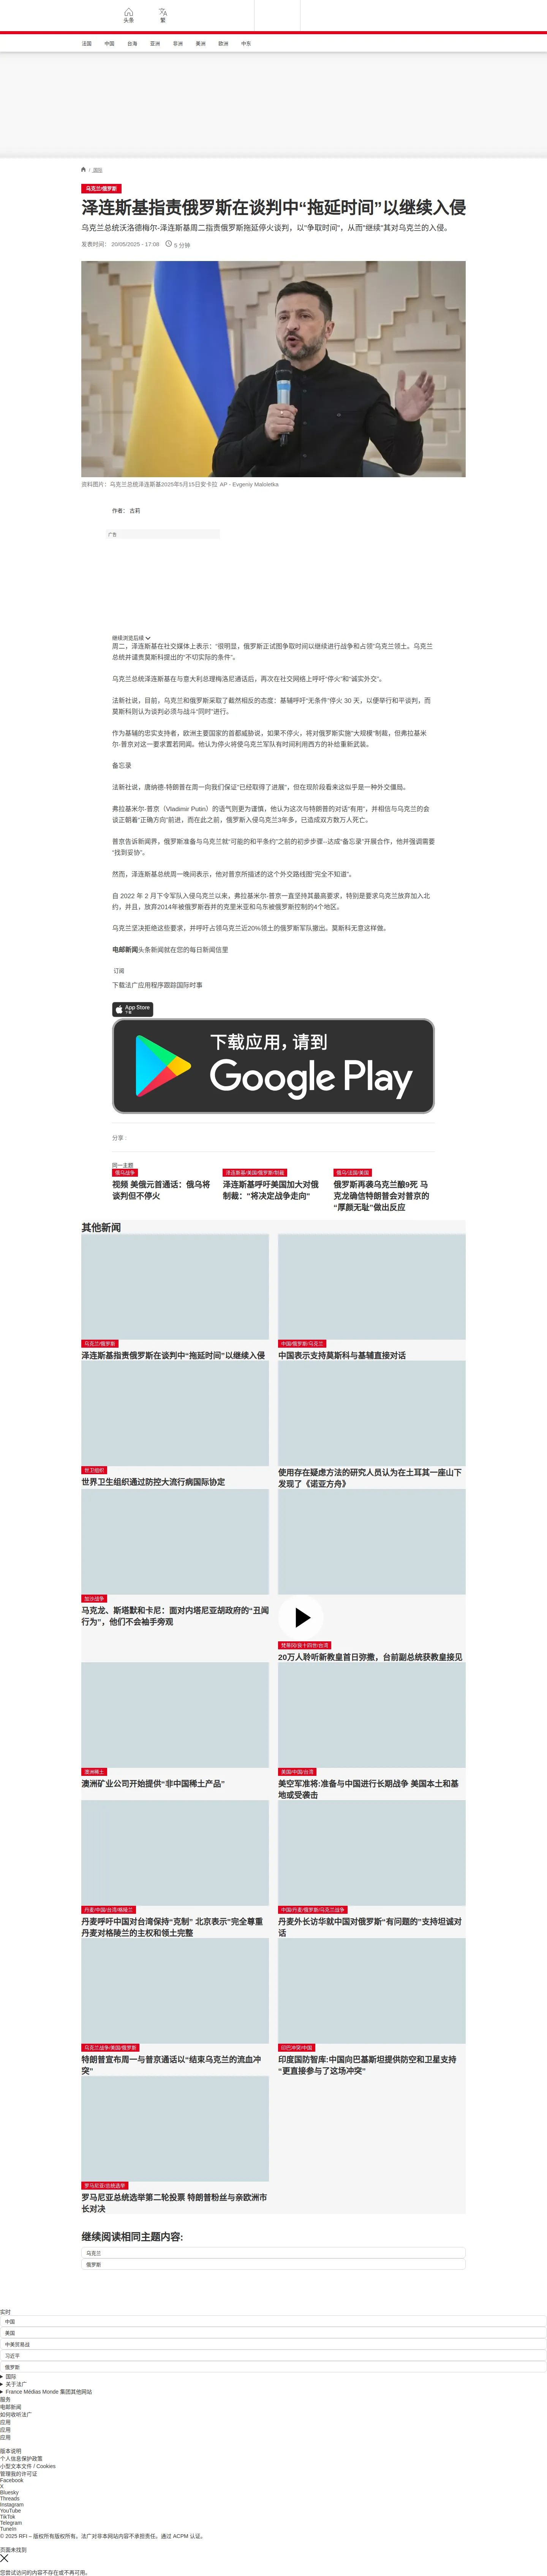 头条
繁
法国
中国
台海
亚洲
非洲
美洲
欧洲
中东
/ 国际
乌克兰/俄罗斯
泽连斯基指责俄罗斯在谈判中“拖延时间”以继续入侵
乌克兰总统沃洛德梅尔-泽连斯基周二指责俄罗斯拖延停火谈判，以"争取时间"，从而"继续"其对乌克兰的入侵。
发表时间： 20/05/2025 - 17:08
5 分钟
资料图片：乌克兰总统泽连斯基2025年5月15日安卡拉 AP - Evgeniy Maloletka
作者： 古莉
广告
继续浏览后续
周二，泽连斯基在社交媒体上表示：“很明显，俄罗斯正试图争取时间以继续进行战争和占领”乌克兰领土。乌克兰
总统并谴责莫斯科提出的"不切实际的条件"。
乌克兰总统泽连斯基在与意大利总理梅洛尼通话后，再次在社交网络上呼吁“停火”和“诚实外交”。
法新社说，目前，乌克兰和俄罗斯采取了截然相反的态度：基辅呼吁“无条件”停火 30 天，以便举行和平谈判，而
莫斯科则认为谈判必须与战斗“同时”进行。
作为基辅的忠实支持者，欧洲主要国家的首都威胁说，如果不停火，将对俄罗斯实施"大规模"制裁，但弗拉基米
尔-普京对这一要求置若罔闻。他认为停火将使乌克兰军队有时间利用西方的补给重新武装。
备忘录
法新社说，唐纳德-特朗普在周一向我们保证“已经取得了进展”，但在现阶段看来这似乎是一种外交僵局。
弗拉基米尔-普京（Vladimir Putin）的语气则更为谨慎，他认为这次与特朗普的对话“有用”，并相信与乌克兰的会
谈正朝着“正确方向”前进，而在此之前，俄罗斯入侵乌克兰3年多，已造成双方数万人死亡。
普京告诉新闻界，俄罗斯准备与乌克兰就“可能的和平条约”之前的初步步骤--达成“备忘录”开展合作，他并强调需要
“找到妥协”。
然而，泽连斯基总统周一晚间表示，他对普京所描述的这个外交路线图“完全不知道”。
自 2022 年 2 月下令军队入侵乌克兰以来，弗拉基米尔-普京一直坚持其最高要求，特别是要求乌克兰放弃加入北
约，并且，放弃2014年被俄罗斯吞并的克里米亚和乌东被俄罗斯控制的4个地区。
乌克兰坚决拒绝这些要求，并呼吁占领乌克兰近20%领土的俄罗斯军队撤出。莫斯科无意这样做。
电邮新闻头条新闻就在您的每日新闻信里
订阅
下载法广应用程序跟踪国际时事
App Store
下载
下载应用，请到
Google Play
分享 :
同一主题
俄乌战争
视频 美俄元首通话：俄乌将
谈判但不停火
泽连斯基/美国/俄罗斯/制裁
泽连斯基呼吁美国加大对俄
制裁："将决定战争走向"
俄乌/法国/美国
俄罗斯再袭乌克兰酿9死 马
克龙确信特朗普会对普京的
“厚颜无耻”做出反应
其他新闻
乌克兰/俄罗斯
泽连斯基指责俄罗斯在谈判中“拖延时间”以继续入侵
中国/俄罗斯/乌克兰
中国表示支持莫斯科与基辅直接对话
世卫组织
世界卫生组织通过防控大流行病国际协定
使用存在疑虑方法的研究人员认为在土耳其一座山下
发现了《诺亚方舟》
加沙战争
马克龙、斯塔默和卡尼：面对内塔尼亚胡政府的“丑闻
行为”，他们不会袖手旁观
梵蒂冈/良十四世/台湾
20万人聆听新教皇首日弥撒，台前副总统获教皇接见
澳洲稀土
澳洲矿业公司开始提供“非中国稀土产品”
美国/中国/台湾
美空军准将:准备与中国进行长期战争 美国本土和基
地或受袭击
丹麦/中国/台湾/格陵兰
丹麦呼吁中国对台湾保持“克制” 北京表示"完全尊重
丹麦对格陵兰的主权和领土完整
中国/丹麦/俄罗斯/乌克兰战争
丹麦外长访华就中国对俄罗斯“有问题的”支持坦诚对
话
乌克兰战争/美国/俄罗斯
特朗普宣布周一与普京通话以“结束乌克兰的流血冲
突”
印巴冲突/中国
印度国防智库:中国向巴基斯坦提供防空和卫星支持
“更直接参与了这场冲突”
罗马尼亚/总统选举
罗马尼亚总统选举第二轮投票 特朗普粉丝与亲欧洲市
长对决
继续阅读相同主题内容:
乌克兰
俄罗斯
实时
中国
美国
中美贸易战
习近平
俄罗斯
国际
关于法广
France Médias Monde 集团其他网站
服务
电邮新闻
如何收听法广
应用
应用
应用
版本说明
个人信息保护政策
小型文本文件 / Cookies
管理我的许可证
Facebook
X
Bluesky
Threads
Instagram
YouTube
TikTok
Telegram
TuneIn
© 2025 RFI – 版权所有版权所有。法广对非本网站内容不承担责任。通过 ACPM 认证。
页面未找到
您尝试访问的内容不存在或不再可用。